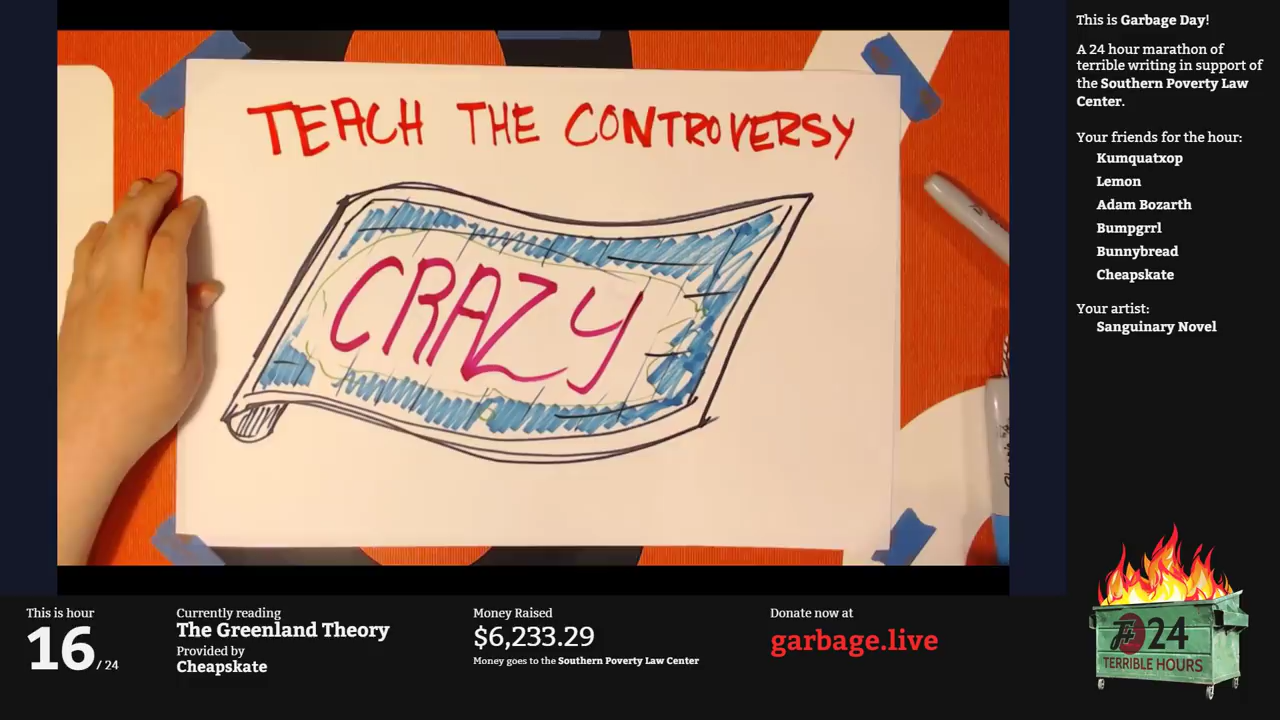 TEACH THE CONTROVERSY
CRAZY
This is Garbage Day!
A 24 hour marathon of
terrible writing in support of
the Southern Poverty Law
Center.
Your friends for the hour:
Kumquatxop
Lemon
Adam Bozarth
Bumpgrrl
Bunnybread
Cheapskate
Your artist:
Sanguinary Novel
This is hour
16 / 24
Currently reading
The Greenland Theory
Provided by
Cheapskate
Money Raised
$6,233.29
Money goes to the Southern Poverty Law Center
Donate now at
garbage.live
24
TERRIBLE HOURS